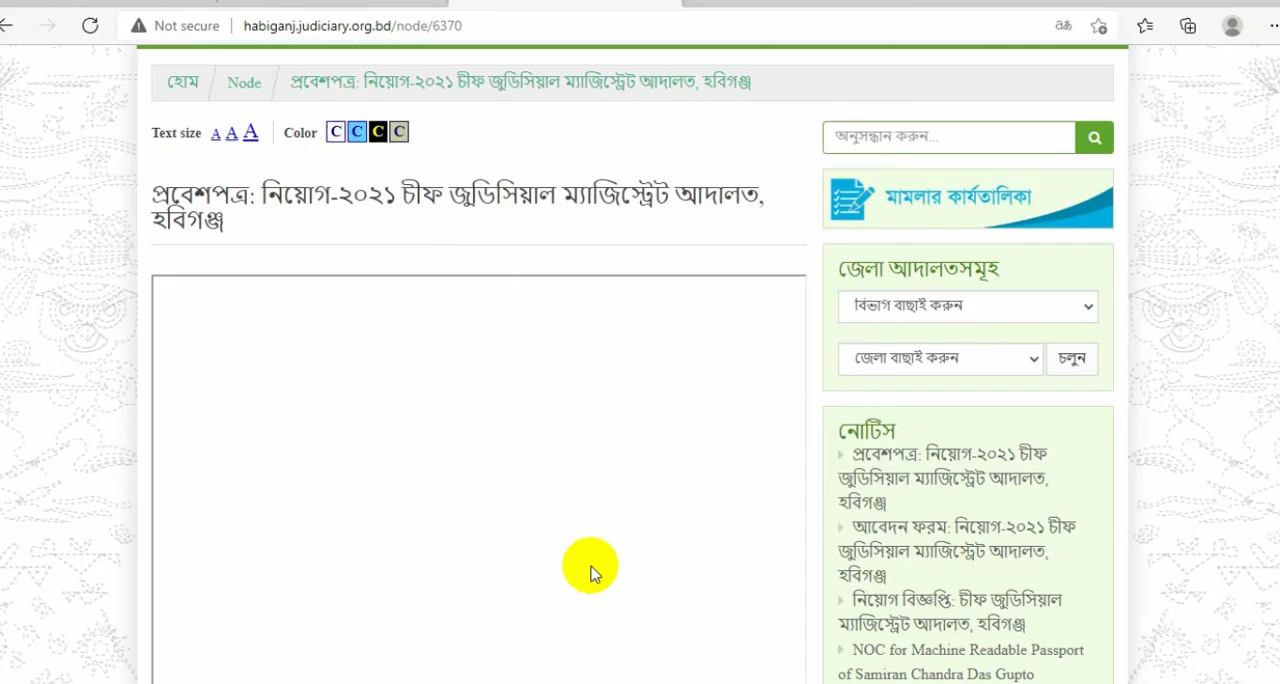 Not secure habiganj.judiciary.org.bd/node/6370
হোম Node প্রবেশপত্র: নিয়োগ-২০২১ চীফ জুডিসিয়াল ম্যাজিস্ট্রেট আদালত, হবিগঞ্জ
Text size A A A Color C C C C
অনুসন্ধান করুন...
প্রবেশপত্র: নিয়োগ-২০২১ চীফ জুডিসিয়াল ম্যাজিস্ট্রেট আদালত,
হবিগঞ্জ
মামলার কার্যতালিকা
জেলা আদালতসমূহ
বিভাগ বাছাই করুন
জেলা বাছাই করুন চলুন
নোটিস
প্রবেশপত্র: নিয়োগ-২০২১ চীফ
জুডিসিয়াল ম্যাজিস্ট্রেট আদালত,
হবিগঞ্জ
আবেদন ফরম: নিয়োগ-২০২১ চীফ
জুডিসিয়াল ম্যাজিস্ট্রেট আদালত,
হবিগঞ্জ
নিয়োগ বিজ্ঞপ্তি: চীফ জুডিসিয়াল
ম্যাজিস্ট্রেট আদালত, হবিগঞ্জ
NOC for Machine Readable Passport
of Samiran Chandra Das Gupto